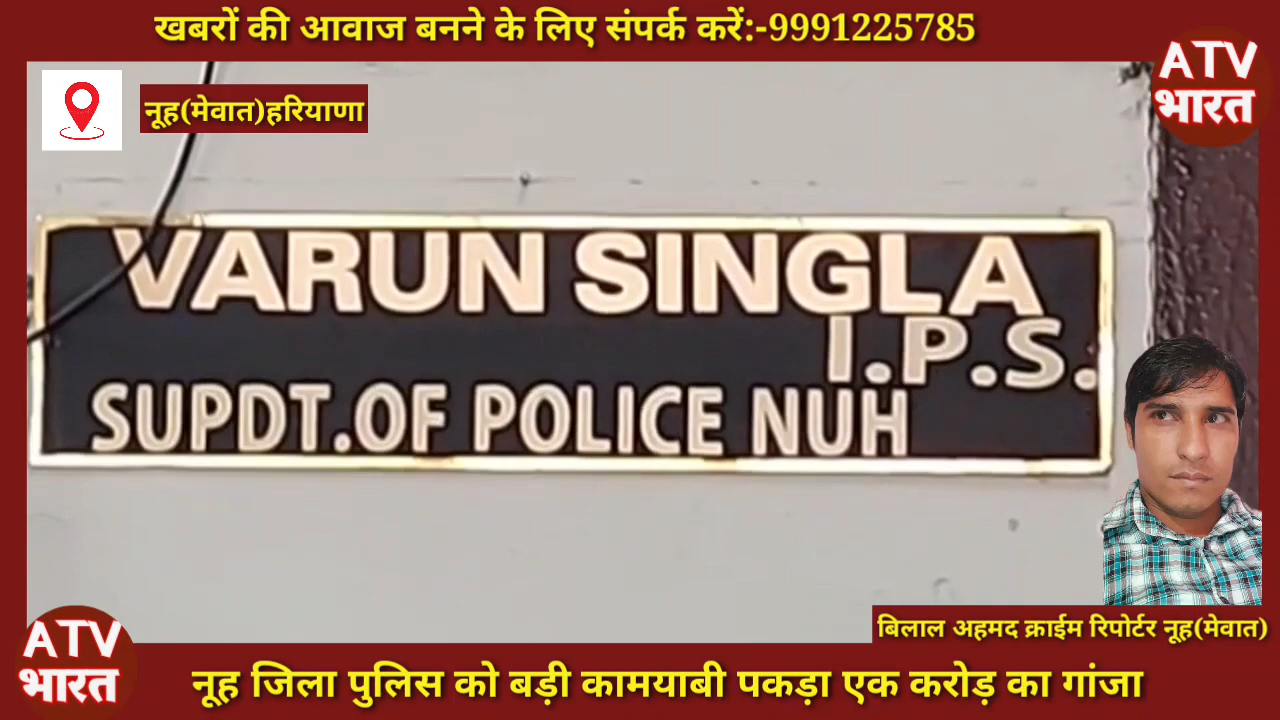 खबरों की आवाज बनने के लिए संपर्क करें:-9991225785
ATV
भारत
नूह(मेवात)हरियाणा
VARUN SINGLA
I.P.S.
SUPDT.OF POLICE NUH
बिलाल अहमद क्राईम रिपोर्टर नूह(मेवात)
ATV
भारत
नूह जिला पुलिस को बड़ी कामयाबी पकड़ा एक करोड़ का गांजा